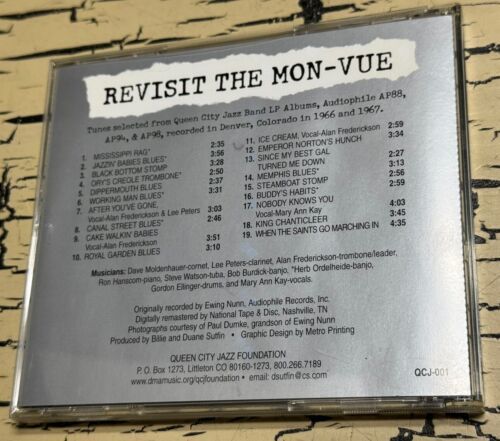 REVISIT THE MON-VUE
Tunes selected from Queen City Jazz Band LP Albums, Audiophile AP88,
AP94, & AP98, recorded in Denver, Colorado in 1966 and 1967.
1. MISSISSIPPI RAG* 2:35
2. JAZZIN' BABIES BLUES* 3:56
3. BLACK BOTTOM STOMP 3:28
4. ORY'S CREOLE TROMBONE* 2:50
5. DIPPERMOUTH BLUES 2:37
6. WORKING MAN BLUES* 3:31
7. AFTER YOU'VE GONE,
Vocal-Alan Frederickson & Lee Peters 3:03
8. CANAL STREET BLUES* 2:46
9. CAKE WALKIN' BABIES
Vocal-Alan Frederickson 3:51
10. ROYAL GARDEN BLUES 3:10
11. ICE CREAM, Vocal-Alan Frederickson 2:59
12. EMPEROR NORTON'S HUNCH 3:34
13. SINCE MY BEST GAL
TURNED ME DOWN 2:27
14. MEMPHIS BLUES* 3:13
15. STEAMBOAT STOMP 2:56
16. BUDDY'S HABITS* 2:59
17. NOBODY KNOWS YOU
Vocal-Mary Ann Kay 4:03
18. KING CHANTICLEER 3:45
19. WHEN THE SAINTS GO MARCHING IN 4:35
Musicians: Dave Moldenhauer-cornet, Lee Peters-clarinet, Alan Frederickson-trombone/leader,
Ron Hanscom-piano, Steve Watson-tuba, Bob Burdick-banjo, *Herb Ordelheide-banjo,
Gordon Ellinger-drums, and Mary Ann Kay-vocals.
Originally recorded by Ewing Nunn, Audiophile Records, Inc.
Digitally remastered by National Tape & Disc, Nashville, TN
Photographs courtesy of Paul Dumke, grandson of Ewing Nunn
Produced by Billie and Duane Sutfin • Graphic Design by Metro Printing
QUEEN CITY JAZZ FOUNDATION
P. O. Box 1273, Littleton CO 80160-1273, 800.266.7189
www.dmamusic.org/qcjfoundation • email: dsutfin@cs.com
QCJ-001